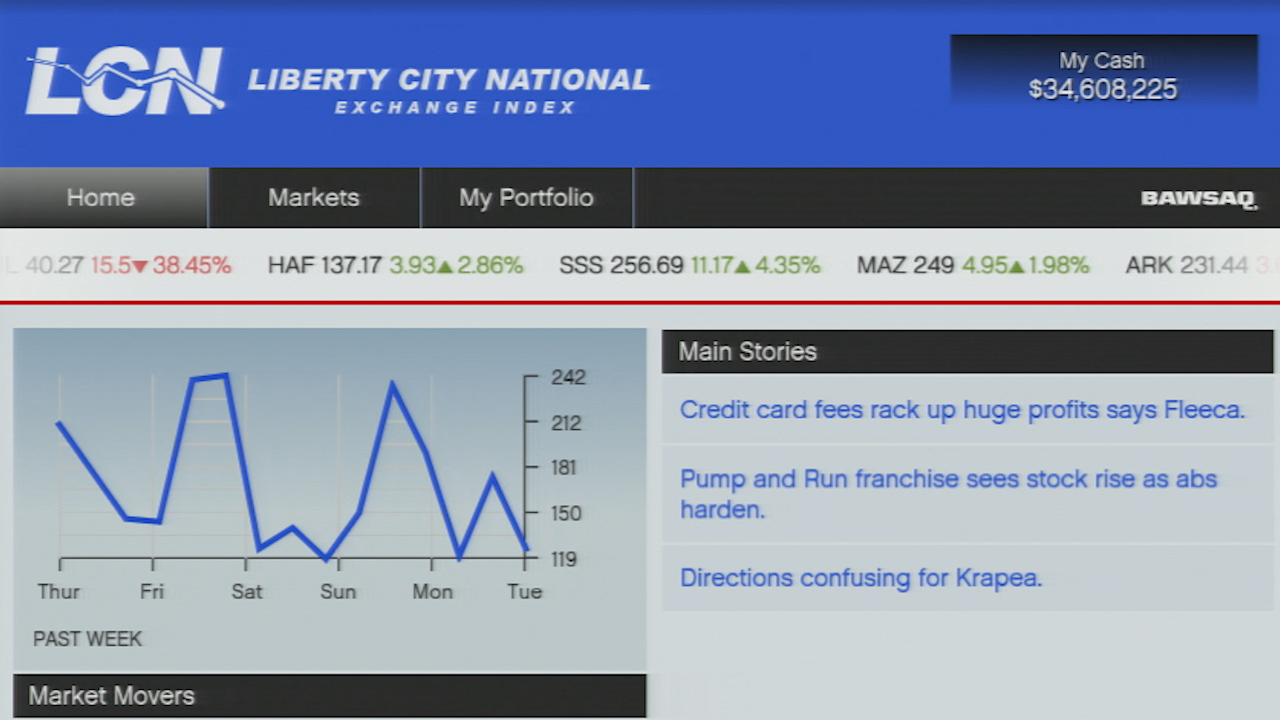 LCN LIBERTY CITY NATIONAL
EXCHANGE INDEX
My Cash
$34,608,225
Home Markets My Portfolio BAWSAQ
40.27 15.5▼38.45% HAF 137.17 3.93▲2.86% SSS 256.69 11.17▲4.35% MAZ 249 4.95▲1.98% ARK 231.44
242
212
181
150
119
Thur Fri Sat Sun Mon Tue
PAST WEEK
Market Movers
Main Stories
Credit card fees rack up huge profits says Fleeca.
Pump and Run franchise sees stock rise as abs
harden.
Directions confusing for Krapea.